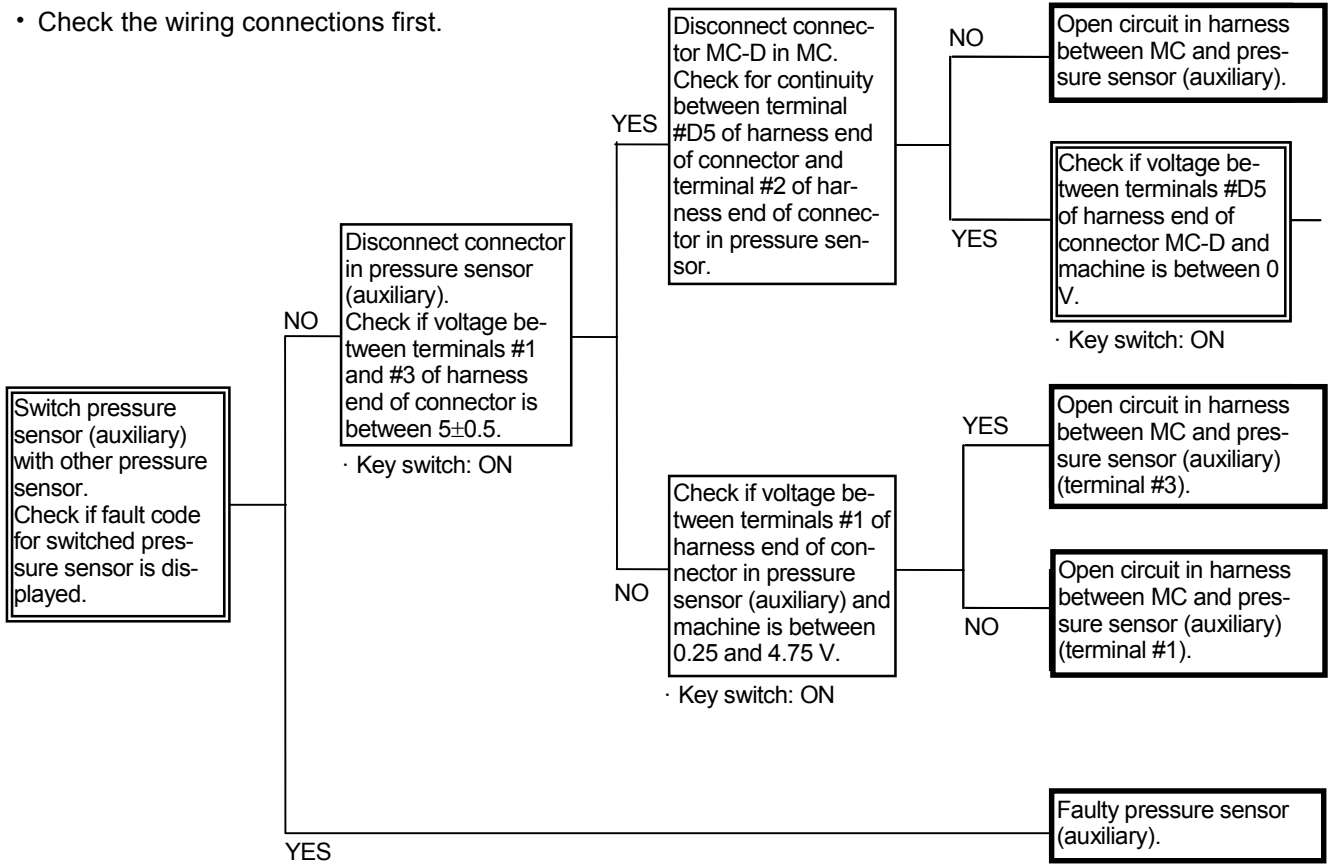 ・ Check the wiring connections first.
Switch pressure
sensor (auxiliary)
with other pressure
sensor.
Check if fault code
for switched pres-
sure sensor is dis-
played.
NO
YES
Disconnect connector
in pressure sensor
(auxiliary).
Check if voltage be-
tween terminals #1
and #3 of harness
end of connector is
between 5±0.5.
· Key switch: ON
YES
NO
Disconnect connec-
tor MC-D in MC.
Check for continuity
between terminal
#D5 of harness end
of connector and
terminal #2 of har-
ness end of connec-
tor in pressure sen-
sor.
NO
YES
Open circuit in harness
between MC and pres-
sure sensor (auxiliary).
Check if voltage be-
tween terminals #D5
of harness end of
connector MC-D and
machine is between 0
V.
· Key switch: ON
Check if voltage be-
tween terminals #1 of
harness end of con-
nector in pressure
sensor (auxiliary) and
machine is between
0.25 and 4.75 V.
· Key switch: ON
YES
NO
Open circuit in harness
between MC and pres-
sure sensor (auxiliary)
(terminal #3).
Open circuit in harness
between MC and pres-
sure sensor (auxiliary)
(terminal #1).
Faulty pressure sensor
(auxiliary).